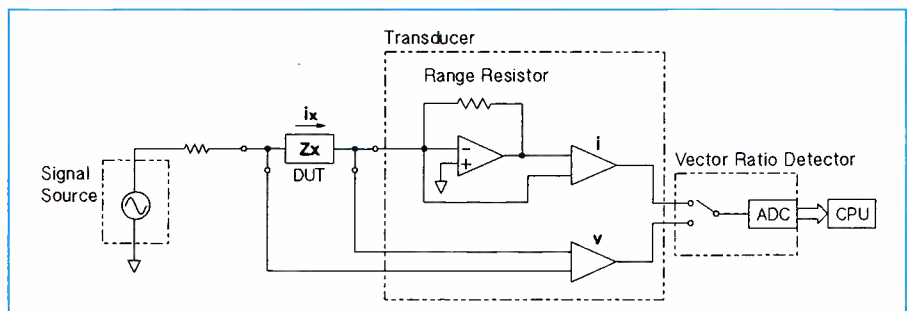 Transducer
Range Resistor
ix
Zx
DUT
-
+
i
v
Signal
Source
Vector Ratio Detector
ADC
CPU